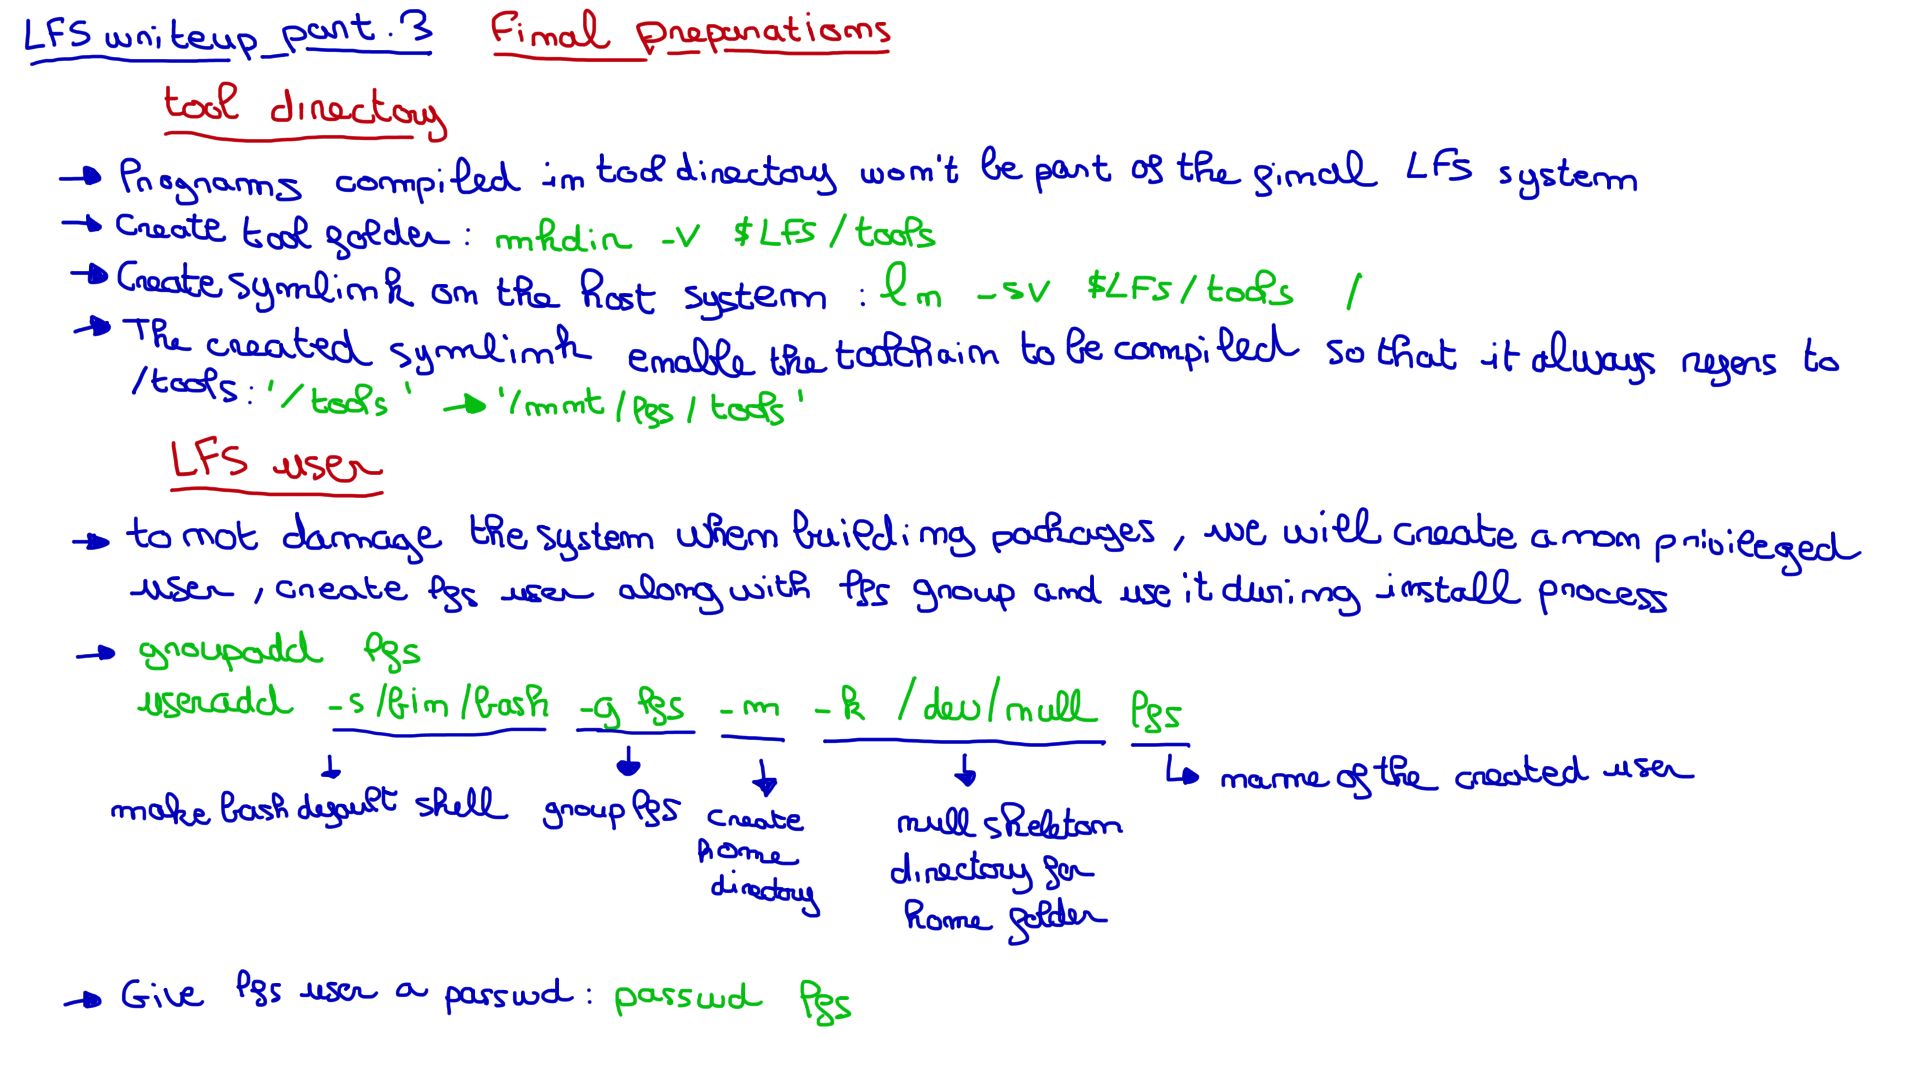 LFS writeup_part.3 Final preparations
tool directory
→ Programs compiled in tool directory won't be part of the final LFS system
→ Create tool folder: mkdir -v $LFS/tools
→ Create symlink on the host system : ln -sv $LFS/tools /
→ The created symlink enable the toolchain to be compiled so that it always refers to
/tools: '/tools' → '/mnt/lfs/tools'
LFS user
→ to not damage the system when building packages, we will create a non privileged
user, create lfs user along with lfs group and use it during install process
→ groupadd lfs
useradd -s /bin/bash -g lfs -m -k /dev/null lfs
name of the created user
make bash default shell group lfs create
home
directory
null skeleton
directory for
home folder
→ Give lfs user a passwd: passwd lfs